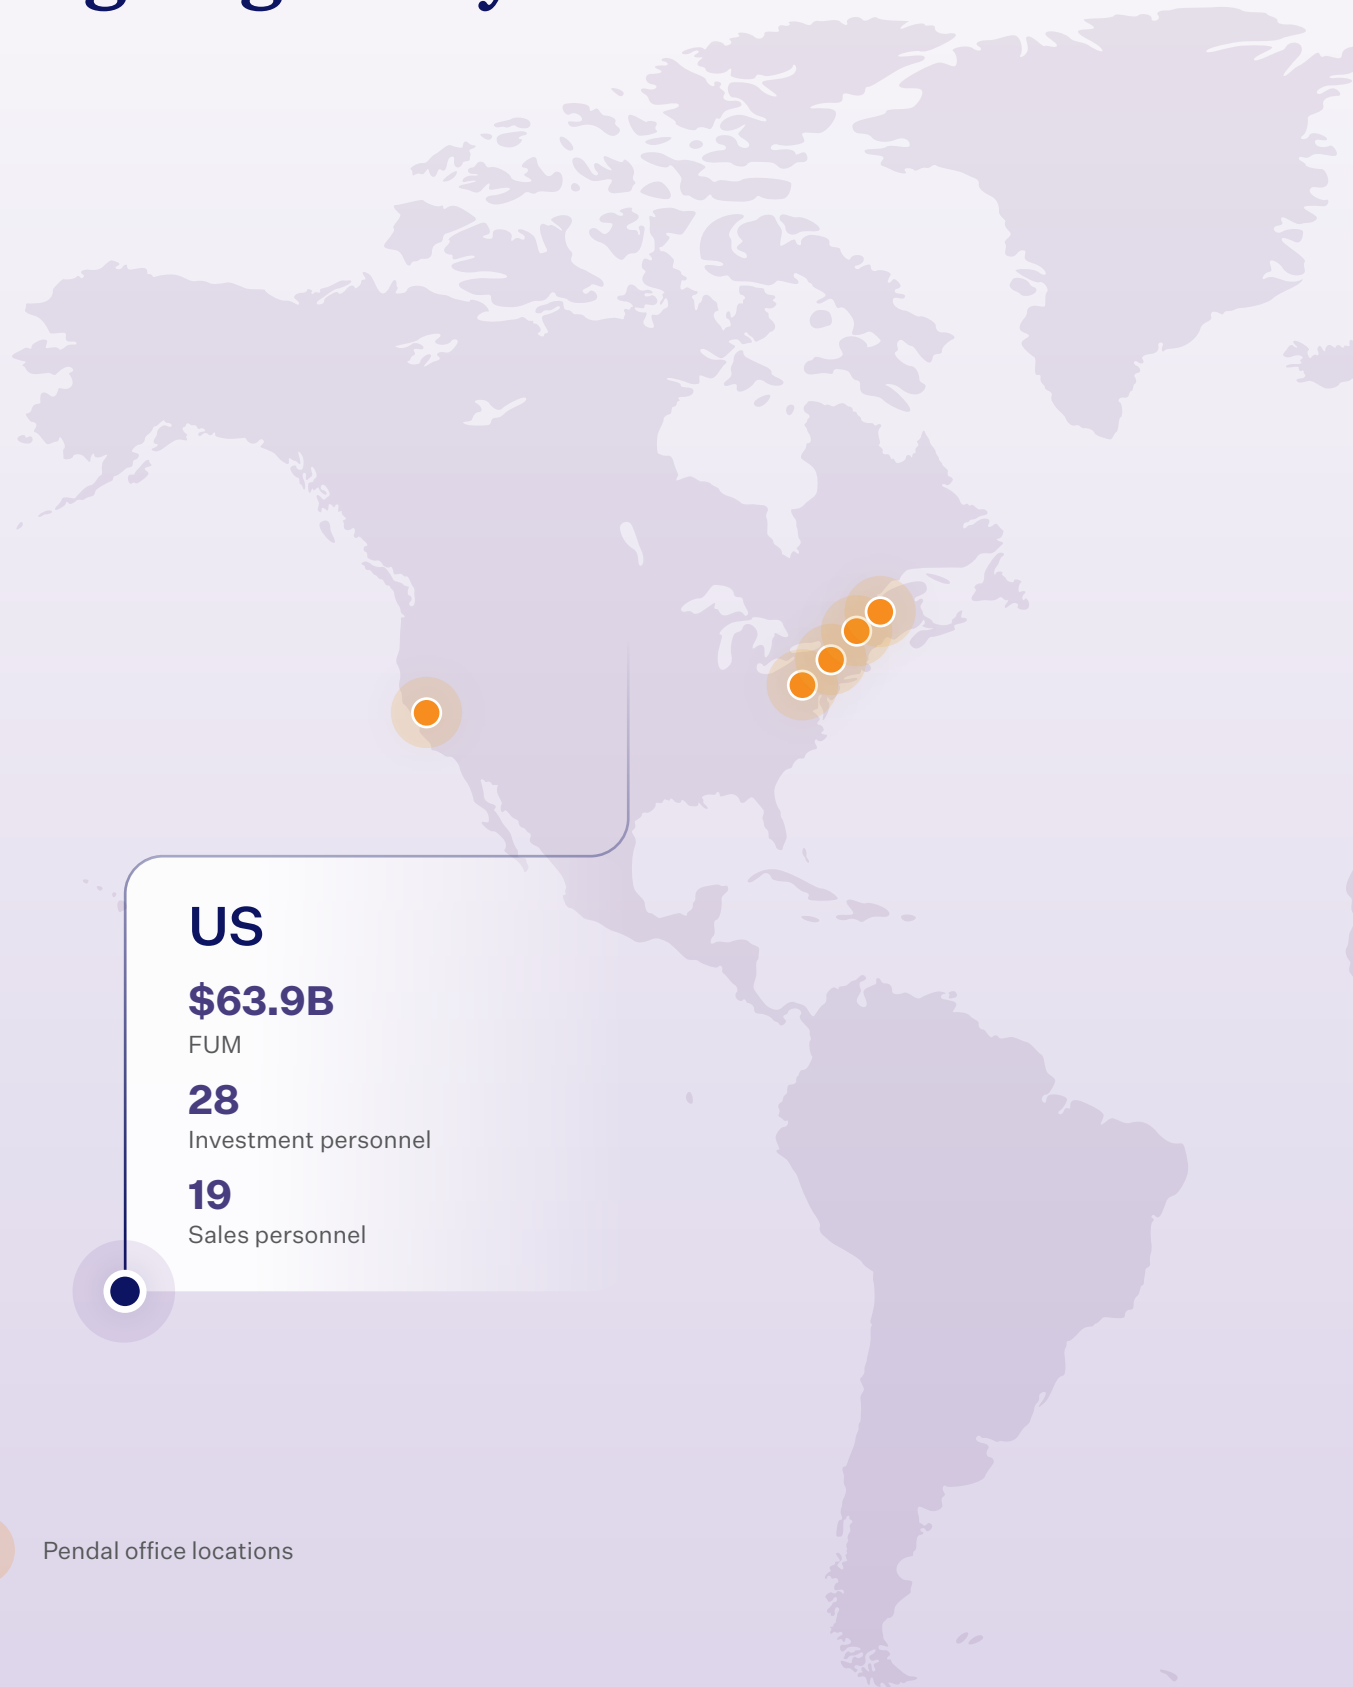 US
$63.9B
FUM
28
Investment personnel
19
Sales personnel
Pendal office locations